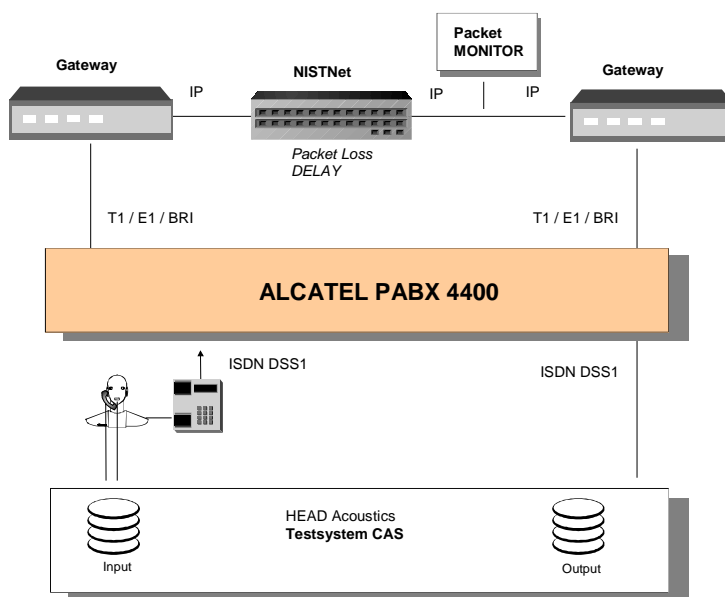 Packet
MONITOR
Gateway
NISTNet
Gateway
IP
IP
IP
Packet Loss
DELAY
T1 / E1 / BRI
T1 / E1 / BRI
ALCATEL PABX 4400
ISDN DSS1
ISDN DSS1
HEAD Acoustics
Testsystem CAS
Input
Output